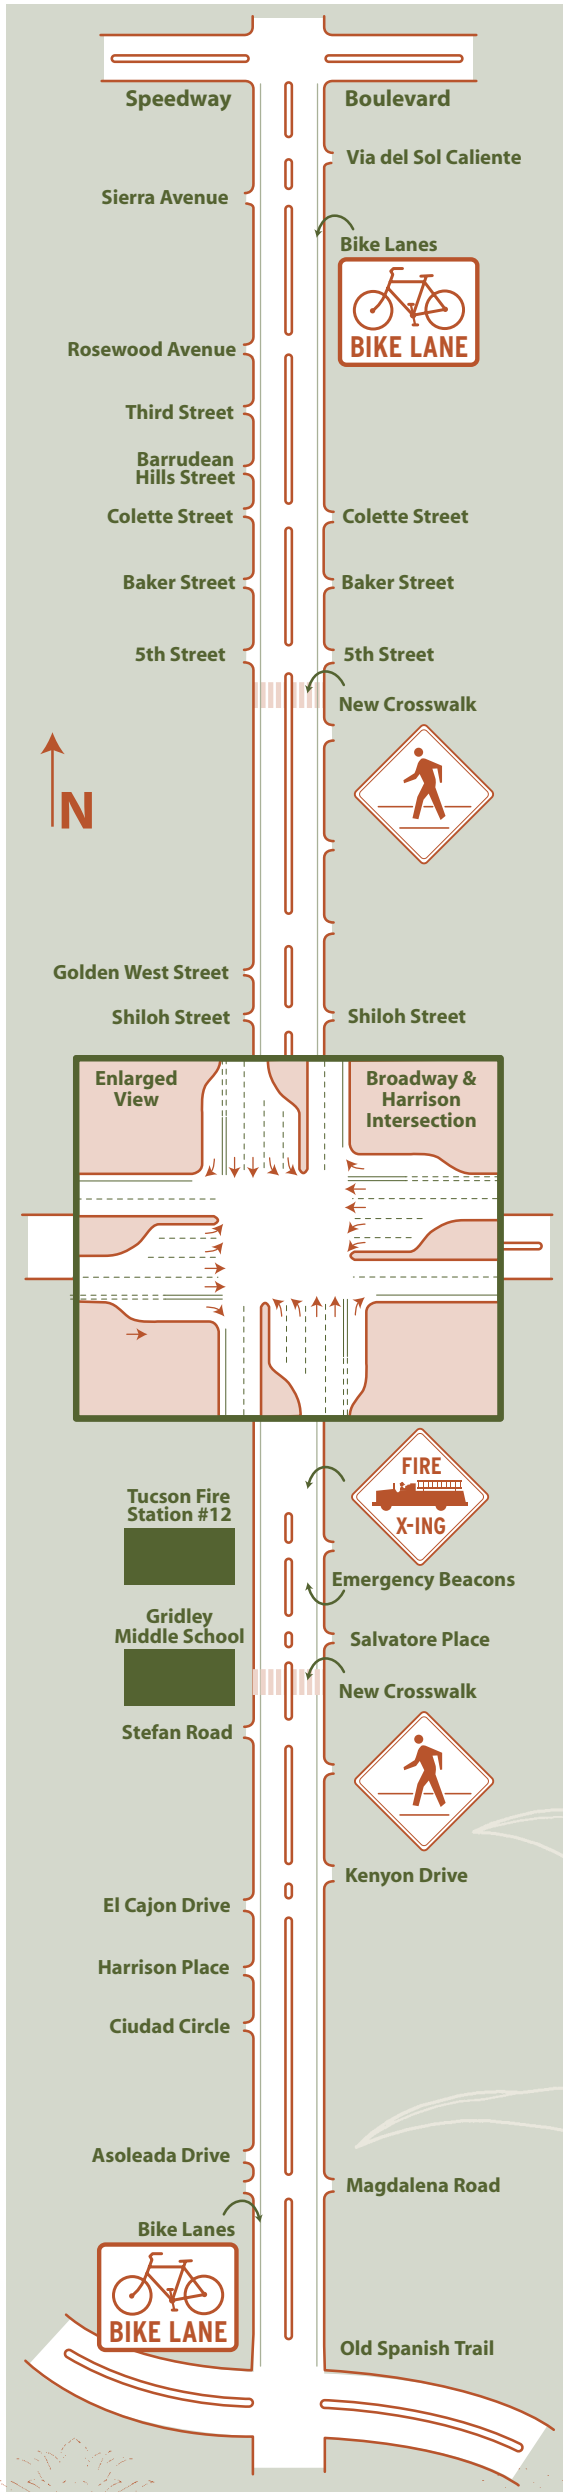 Speedway Boulevard
Via del Sol Caliente
Sierra Avenue
Bike Lanes
BIKE LANE
Rosewood Avenue
Third Street
Barrudean
Hills Street
Colette Street Colette Street
Baker Street Baker Street
5th Street 5th Street
New Crosswalk
N
Golden West Street
Shiloh Street Shiloh Street
Enlarged
View
Broadway &
Harrison
Intersection
FIRE
X-ING
Tucson Fire
Station #12
Emergency Beacons
Gridley
Middle School
Salvatore Place
New Crosswalk
Stefan Road
Kenyon Drive
El Cajon Drive
Harrison Place
Ciudad Circle
Asoleada Drive
Magdalena Road
Bike Lanes
BIKE LANE
Old Spanish Trail